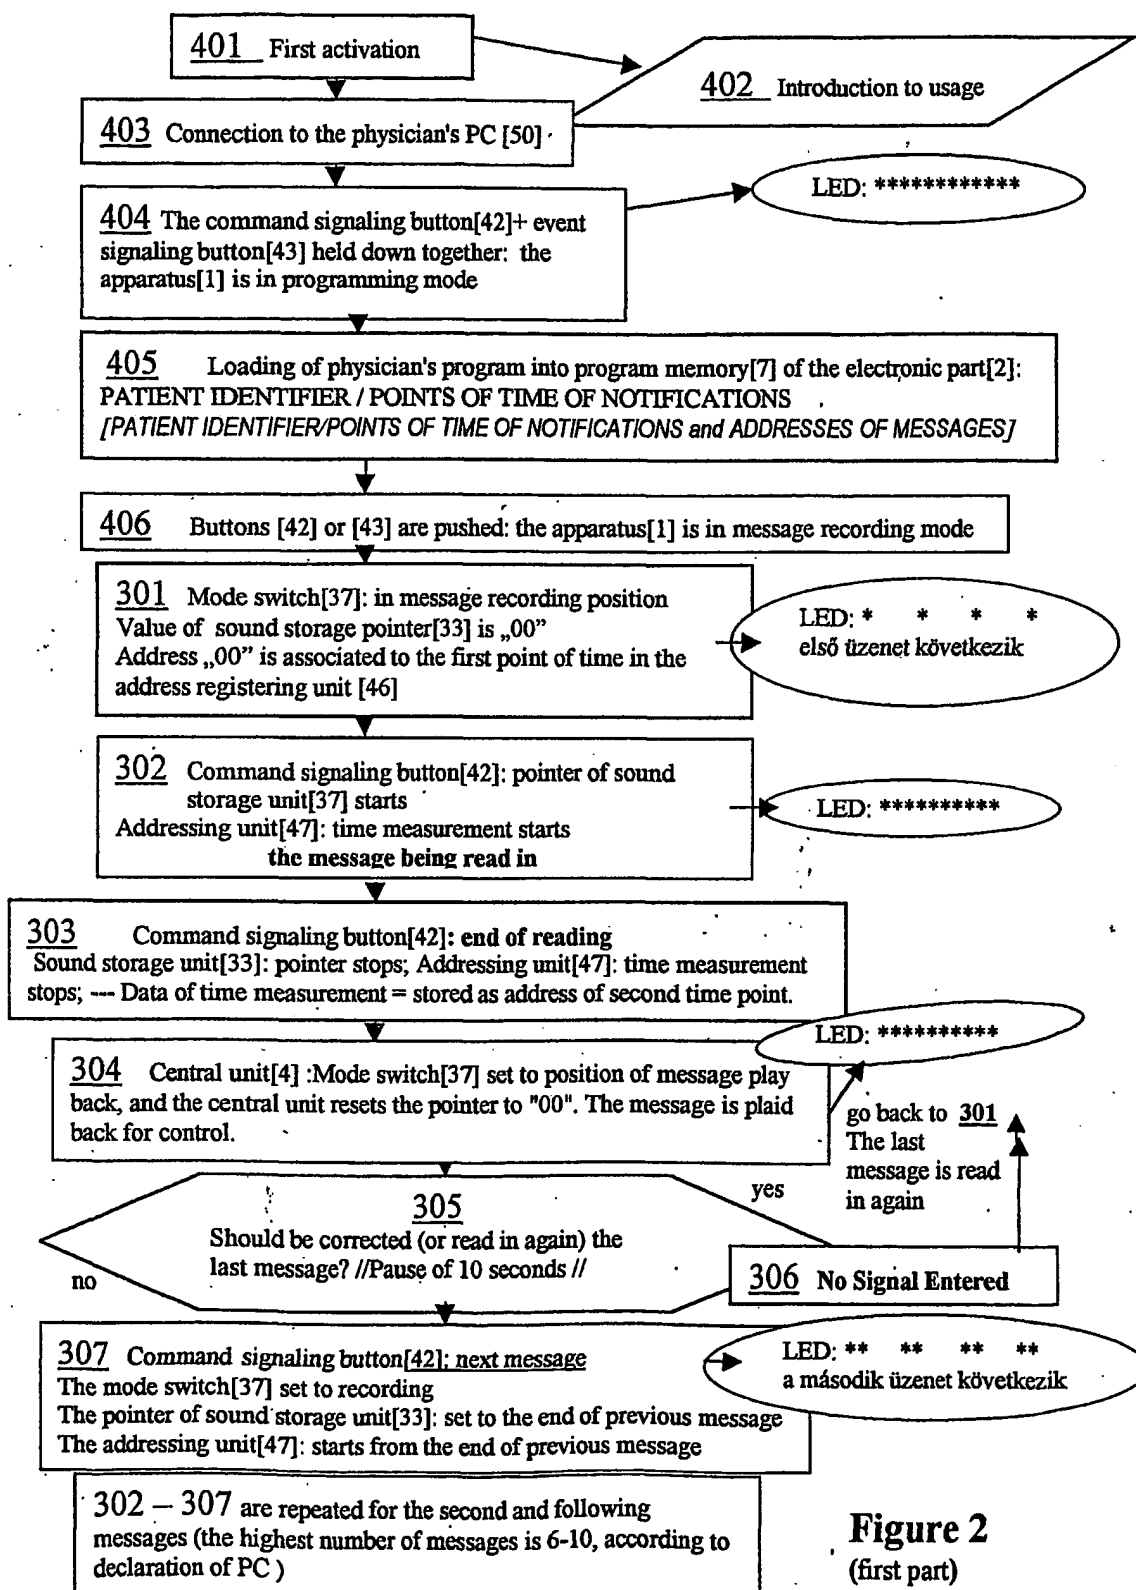 401 First activation
402 Introduction to usage
403 Connection to the physician's PC [50]
404 The command signaling button[42]+ event
signaling button[43] held down together: the
apparatus[1] is in programming mode
LED: ************
405 Loading of physician's program into program memory[7] of the electronic part[2]:
PATIENT IDENTIFIER / POINTS OF TIME OF NOTIFICATIONS
[PATIENT IDENTIFIER/POINTS OF TIME OF NOTIFICATIONS and ADDRESSES OF MESSAGES]
406 Buttons [42] or [43] are pushed: the apparatus[1] is in message recording mode
301 Mode switch[37]: in message recording position
Value of sound storage pointer[33] is „00”
Address „00” is associated to the first point of time in the
address registering unit [46]
LED: * * * *
első üzenet következik
302 Command signaling button[42]: pointer of sound
storage unit[37] starts
Addressing unit[47]: time measurement starts
the message being read in
LED: **********
303 Command signaling button[42]: end of reading
Sound storage unit[33]: pointer stops; Addressing unit[47]: time measurement
stops; --- Data of time measurement = stored as address of second time point.
LED: **********
304 Central unit[4] :Mode switch[37] set to position of message play
back, and the central unit resets the pointer to "00". The message is plaid
back for control.
go back to 301
The last
message is read
in again
yes
305
Should be corrected (or read in again) the
last message? //Pause of 10 seconds //
no
306 No Signal Entered
307 Command signaling button[42]: next message
The mode switch[37] set to recording
The pointer of sound storage unit[33]: set to the end of previous message
The addressing unit[47]: starts from the end of previous message
LED: ** ** ** **
a második üzenet következik
302 – 307 are repeated for the second and following
messages (the highest number of messages is 6-10, according to
declaration of PC )
Figure 2
(first part)